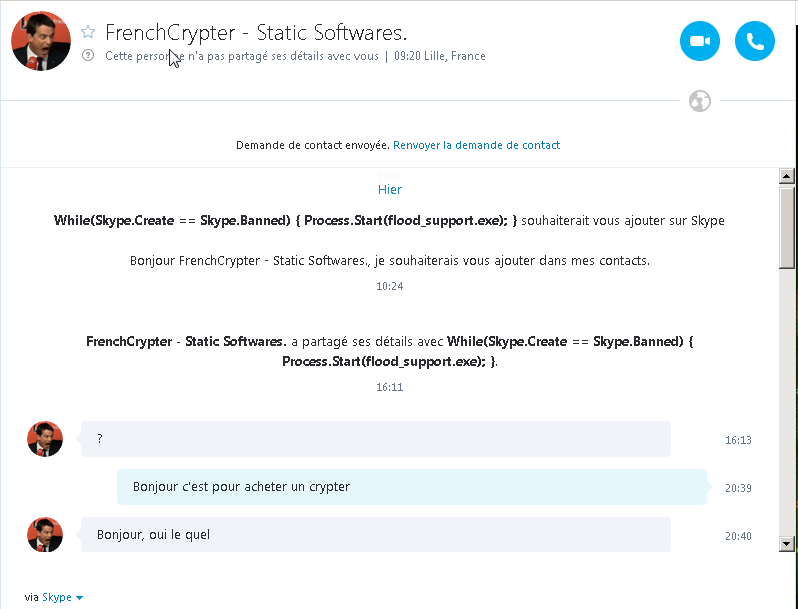 FrenchCrypter - Static Softwares.
Cette personne n'a pas partagé ses détails avec vous | 09:20 Lille, France
Demande de contact envoyée. Renvoyer la demande de contact
Hier
While(Skype.Create == Skype.Banned) { Process.Start(flood_support.exe); } souhaiterait vous ajouter sur Skype
Bonjour FrenchCrypter - Static Softwares., je souhaiterais vous ajouter dans mes contacts.
10:24
FrenchCrypter - Static Softwares. a partagé ses détails avec While(Skype.Create == Skype.Banned) {
Process.Start(flood_support.exe); }.
16:11
? 16:13
Bonjour c'est pour acheter un crypter 20:39
Bonjour, oui le quel 20:40
via Skype